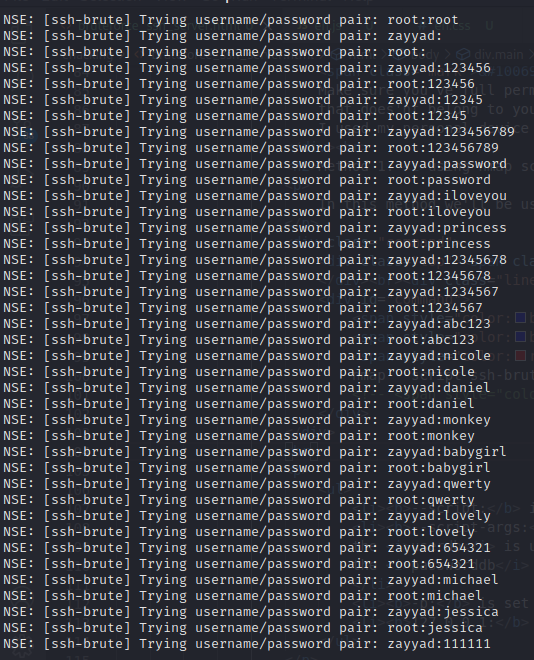 NSE: [ssh-brute] Trying username/password pair: root:root
NSE: [ssh-brute] Trying username/password pair: zayyad:
NSE: [ssh-brute] Trying username/password pair: root:
NSE: [ssh-brute] Trying username/password pair: zayyad:123456
NSE: [ssh-brute] Trying username/password pair: root:123456
NSE: [ssh-brute] Trying username/password pair: zayyad:12345
NSE: [ssh-brute] Trying username/password pair: root:12345
NSE: [ssh-brute] Trying username/password pair: zayyad:123456789
NSE: [ssh-brute] Trying username/password pair: root:123456789
NSE: [ssh-brute] Trying username/password pair: zayyad:password
NSE: [ssh-brute] Trying username/password pair: root:password
NSE: [ssh-brute] Trying username/password pair: zayyad:iloveyou
NSE: [ssh-brute] Trying username/password pair: root:iloveyou
NSE: [ssh-brute] Trying username/password pair: zayyad:princess
NSE: [ssh-brute] Trying username/password pair: root:princess
NSE: [ssh-brute] Trying username/password pair: zayyad:12345678
NSE: [ssh-brute] Trying username/password pair: root:12345678
NSE: [ssh-brute] Trying username/password pair: zayyad:1234567
NSE: [ssh-brute] Trying username/password pair: root:1234567
NSE: [ssh-brute] Trying username/password pair: zayyad:abc123
NSE: [ssh-brute] Trying username/password pair: root:abc123
NSE: [ssh-brute] Trying username/password pair: zayyad:nicole
NSE: [ssh-brute] Trying username/password pair: root:nicole
NSE: [ssh-brute] Trying username/password pair: zayyad:daniel
NSE: [ssh-brute] Trying username/password pair: root:daniel
NSE: [ssh-brute] Trying username/password pair: zayyad:monkey
NSE: [ssh-brute] Trying username/password pair: root:monkey
NSE: [ssh-brute] Trying username/password pair: zayyad:babygirl
NSE: [ssh-brute] Trying username/password pair: root:babygirl
NSE: [ssh-brute] Trying username/password pair: zayyad:qwerty
NSE: [ssh-brute] Trying username/password pair: root:qwerty
NSE: [ssh-brute] Trying username/password pair: zayyad:lovely
NSE: [ssh-brute] Trying username/password pair: root:lovely
NSE: [ssh-brute] Trying username/password pair: zayyad:654321
NSE: [ssh-brute] Trying username/password pair: root:654321
NSE: [ssh-brute] Trying username/password pair: zayyad:michael
NSE: [ssh-brute] Trying username/password pair: root:michael
NSE: [ssh-brute] Trying username/password pair: zayyad:jessica
NSE: [ssh-brute] Trying username/password pair: root:jessica
NSE: [ssh-brute] Trying username/password pair: zayyad:111111